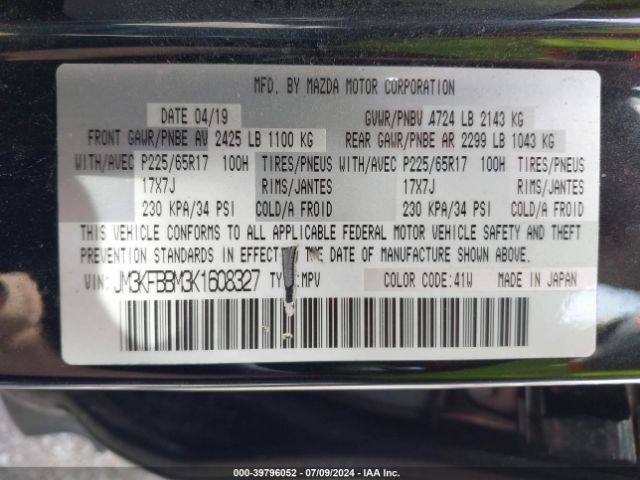 MFD. BY MAZDA MOTOR CORPORATION
DATE 04/19 GVWR/PNBV 4724 LB 2143 KG
FRONT GAWR/PNBE AV 2425 LB 1100 KG REAR GAWR/PNBE AR 2299 LB 1043 KG
WITH/AVEC P225/65R17 100H TIRES/PNEUS WITH/AVEC P225/65R17 100H TIRES/PNEUS
17X7J RIMS/JANTES 17X7J RIMS/JANTES
230 KPA/34 PSI COLD/A FROID 230 KPA/34 PSI COLD/A FROID
THIS VEHICLE CONFORMS TO ALL APPLICABLE FEDERAL MOTOR VEHICLE SAFETY AND THEFT
PREVENTION STANDARDS IN EFFECT THE DATE OF MANUFACTURE SHOWN ABOVE.
VIN: JM3KFBBM3K1608327 MPV COLOR CODE:41W MADE IN JAPAN
000-39796052 - 07/09/2024 - IAA Inc.